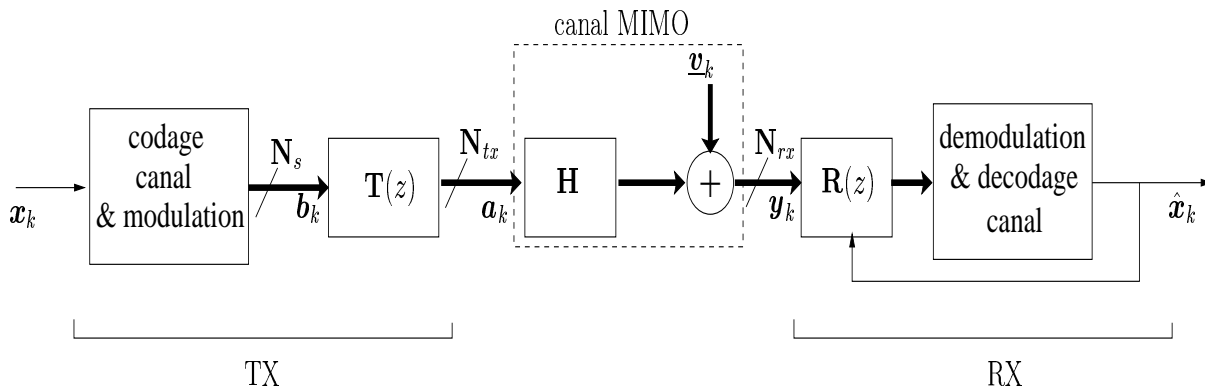 canal MIMO
v_k
codage
canal
& modulation
N_s
b_k
T(z)
N_tx
a_k
H
+
N_rx
y_k
R(z)
demodulation
& decodage
canal
x_k
x̂_k
TX
RX